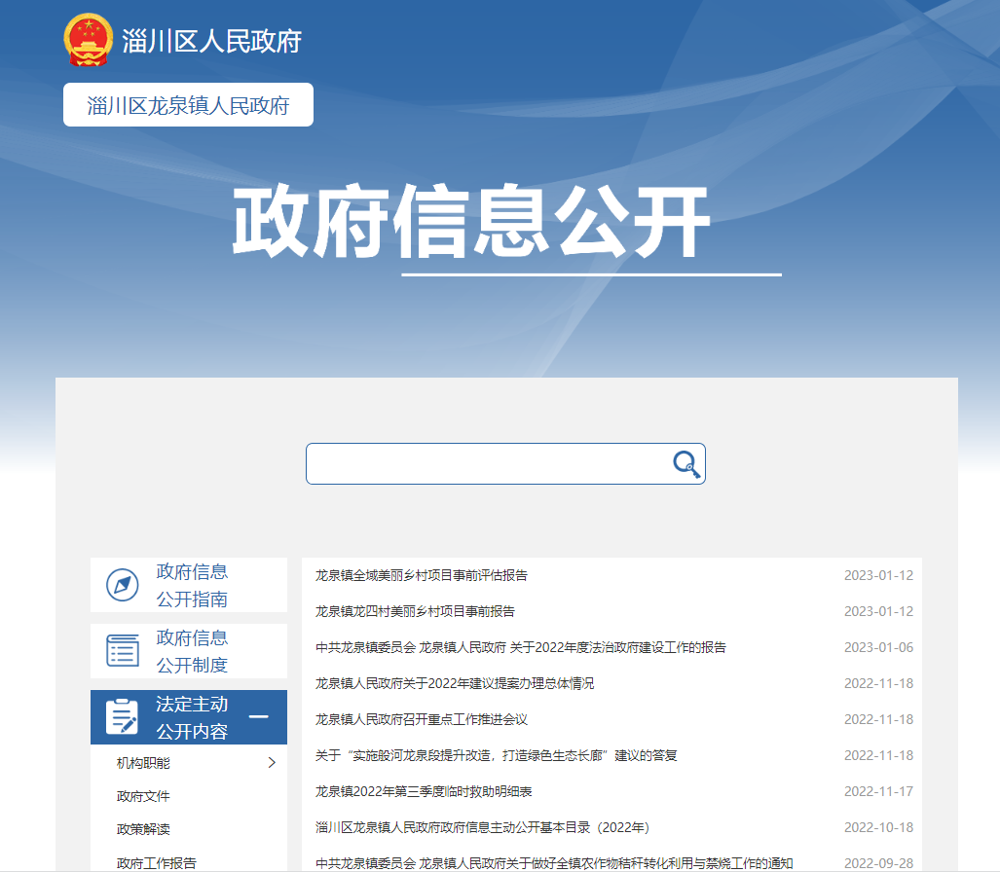 淄川区人民政府
淄川区龙泉镇人民政府
政府信息公开
政府信息
公开指南
政府信息
公开制度
法定主动
公开内容
机构职能
政府文件
政策解读
政府工作报告
龙泉镇全域美丽乡村项目事前评估报告 2023-01-12
龙泉镇龙四村美丽乡村项目事前报告 2023-01-12
中共龙泉镇委员会 龙泉镇人民政府 关于2022年度法治政府建设工作的报告 2023-01-06
龙泉镇人民政府关于2022年建议提案办理总体情况 2022-11-18
龙泉镇人民政府召开重点工作推进会议 2022-11-18
关于“实施般河龙泉段提升改造，打造绿色生态长廊”建议的答复 2022-11-18
龙泉镇2022年第三季度临时救助明细表 2022-11-17
淄川区龙泉镇人民政府政府信息主动公开基本目录（2022年） 2022-10-18
中共龙泉镇委员会 龙泉镇人民政府关于做好全镇农作物秸秆转化利用与禁烧工作的通知 2022-09-28